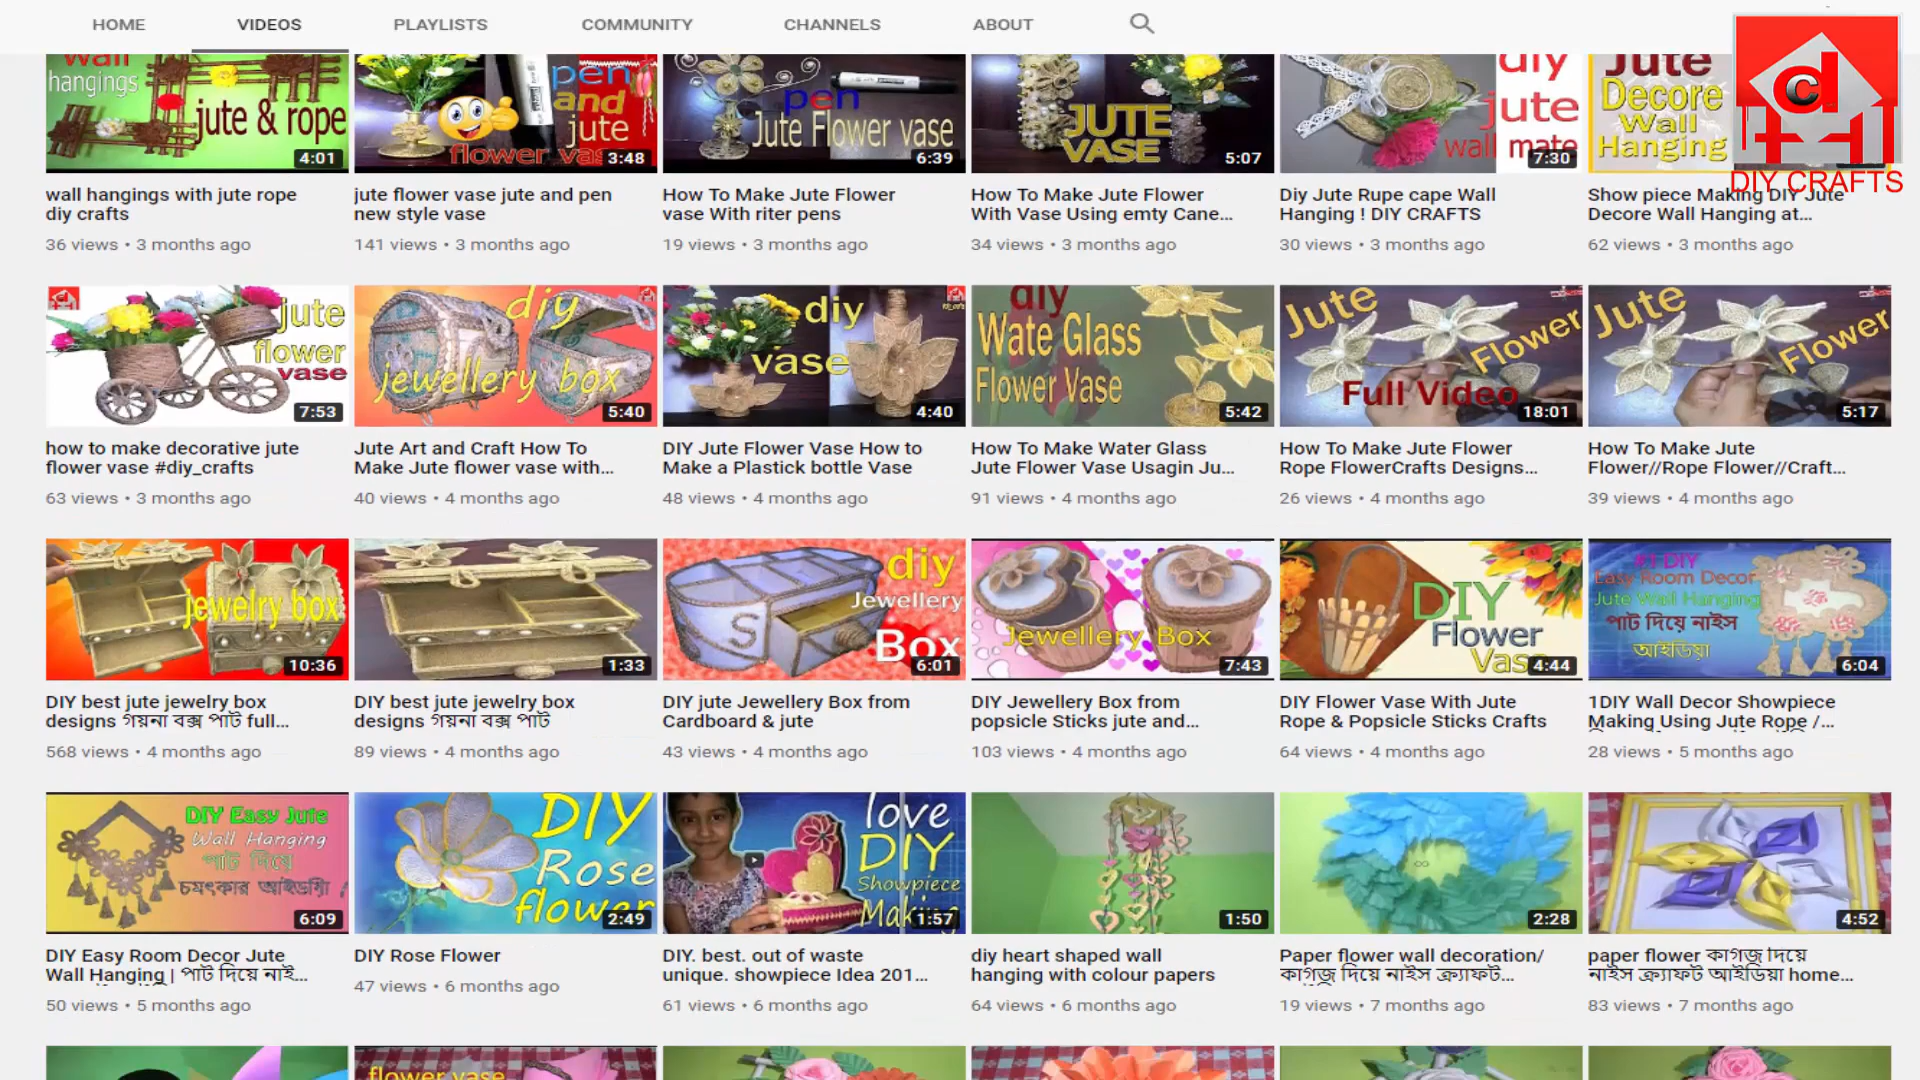 HOME VIDEOS PLAYLISTS COMMUNITY CHANNELS ABOUT
wall
hangings
jute & rope
4:01
pen
and
jute
flower vas
3:48
pen
Jute Flower vase
6:39
JUTE
VASE
5:07
diy
jute
wall mate
7:30
Jute
Decore
Wall
Hanging
dc
DIY CRAFTS
wall hangings with jute rope
diy crafts
36 views • 3 months ago
jute flower vase jute and pen
new style vase
141 views • 3 months ago
How To Make Jute Flower
vase With riter pens
19 views • 3 months ago
How To Make Jute Flower
With Vase Using emty Cane...
34 views • 3 months ago
Diy Jute Rupe cape Wall
Hanging ! DIY CRAFTS
30 views • 3 months ago
Show piece Making DIY Jute
Decore Wall Hanging at...
62 views • 3 months ago
jute
flower
vase
7:53
diy
jewellery box
5:40
diy
vase
4:40
diy
Wate Glass
Flower Vase
5:42
Jute
Flower
Full Video
18:01
Jute
Flower
5:17
how to make decorative jute
flower vase #diy_crafts
63 views • 3 months ago
Jute Art and Craft How To
Make Jute flower vase with...
40 views • 4 months ago
DIY Jute Flower Vase How to
Make a Plastick bottle Vase
48 views • 4 months ago
How To Make Water Glass
Jute Flower Vase Usagin Ju...
91 views • 4 months ago
How To Make Jute Flower
Rope FlowerCrafts Designs...
26 views • 4 months ago
How To Make Jute
Flower//Rope Flower//Craft...
39 views • 4 months ago
jewelry box
10:36
1:33
diy
Jewellery
Box
S
6:01
Jewellery Box
7:43
DIY
Flower
Vase
4:44
#1 DIY
Easy Room Decor
Jute Wall Hanging
পাট দিয়ে নাইস
আইডিয়া
6:04
DIY best jute jewelry box
designs গয়না বক্স পাট full...
568 views • 4 months ago
DIY best jute jewelry box
designs গয়না বক্স পাট
89 views • 4 months ago
DIY jute Jewellery Box from
Cardboard & jute
43 views • 4 months ago
DIY Jewellery Box from
popsicle Sticks jute and...
103 views • 4 months ago
DIY Flower Vase With Jute
Rope & Popsicle Sticks Crafts
64 views • 4 months ago
1DIY Wall Decor Showpiece
Making Using Jute Rope /...
28 views • 5 months ago
DIY Easy Jute
Wall Hanging
পাট দিয়ে
চমৎকার আইডিয়া
6:09
DIY
Rose
flower
2:49
love
DIY
Showpiece
Making
1:57
1:50
2:28
4:52
DIY Easy Room Decor Jute
Wall Hanging | পাট দিয়ে নাই...
50 views • 5 months ago
DIY Rose Flower
47 views • 6 months ago
DIY. best. out of waste
unique. showpiece Idea 201...
61 views • 6 months ago
diy heart shaped wall
hanging with colour papers
64 views • 6 months ago
Paper flower wall decoration/
কাগজ দিয়ে নাইস ক্র্যাফট...
19 views • 7 months ago
paper flower কাগজ দিয়ে
নাইস ক্র্যাফট আইডিয়া home...
83 views • 7 months ago
flower vase